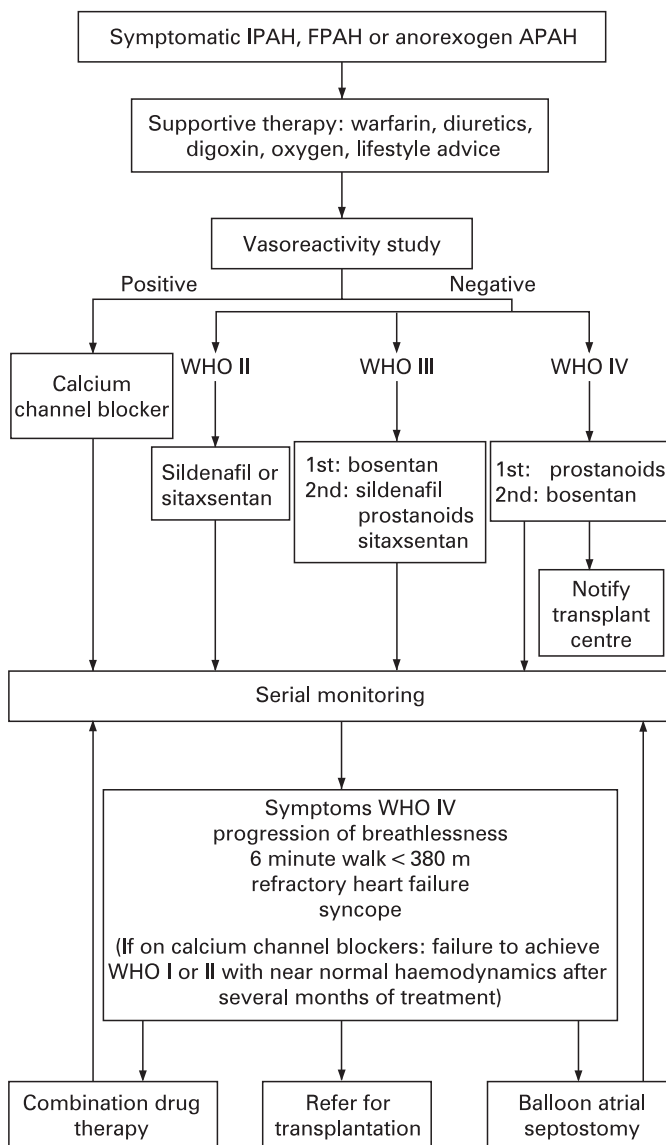 Symptomatic IPAH, FPAH or anorexogen APAH
Supportive therapy: warfarin, diuretics,
digoxin, oxygen, lifestyle advice
Vasoreactivity study
Positive
Negative
Calcium
channel blocker
WHO II
WHO III
WHO IV
Sildenafil or
sitaxsentan
1st: bosentan
2nd: sildenafil
prostanoids
sitaxsentan
1st: prostanoids
2nd: bosentan
Notify
transplant
centre
Serial monitoring
Symptoms WHO IV
progression of breathlessness
6 minute walk < 380 m
refractory heart failure
syncope
(If on calcium channel blockers: failure to achieve
WHO I or II with near normal haemodynamics after
several months of treatment)
Combination drug
therapy
Refer for
transplantation
Balloon atrial
septostomy